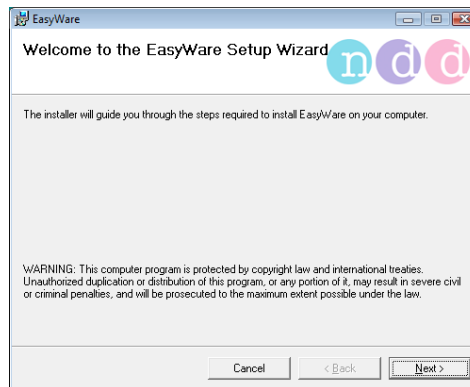 EasyWare
Welcome to the EasyWare Setup Wizard
ndd
The installer will guide you through the steps required to install EasyWare on your computer.
WARNING: This computer program is protected by copyright law and international treaties.
Unauthorized duplication or distribution of this program, or any portion of it, may result in severe civil
or criminal penalties, and will be prosecuted to the maximum extent possible under the law.
Cancel < Back Next >